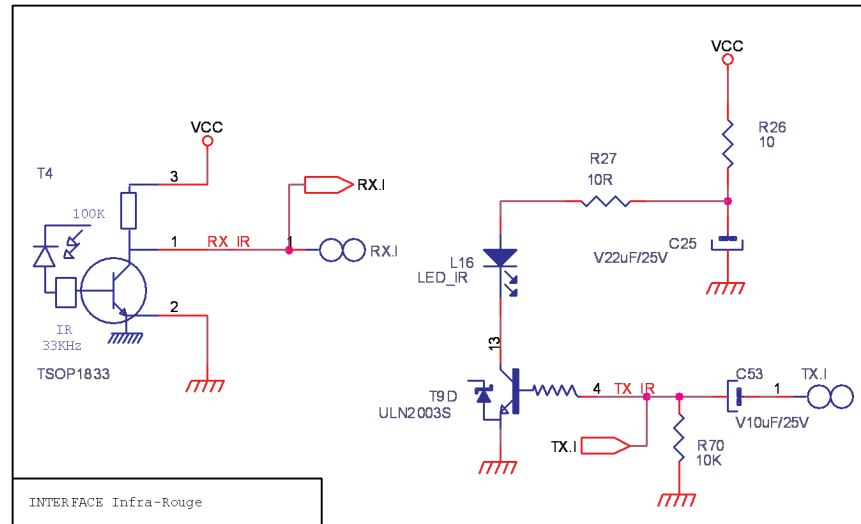 VCC
T4
3
RX.I
100K
1
RX_IR
1
RX.I
2
IR
33KHz
TSOP1833
VCC
R26
10
R27
10R
C25
V22uF/25V
L16
LED_IR
13
T9D
ULN2003S
4
TX_IR
C53
1
TX.I
V10uF/25V
TX.I
R70
10K
INTERFACE Infra-Rouge